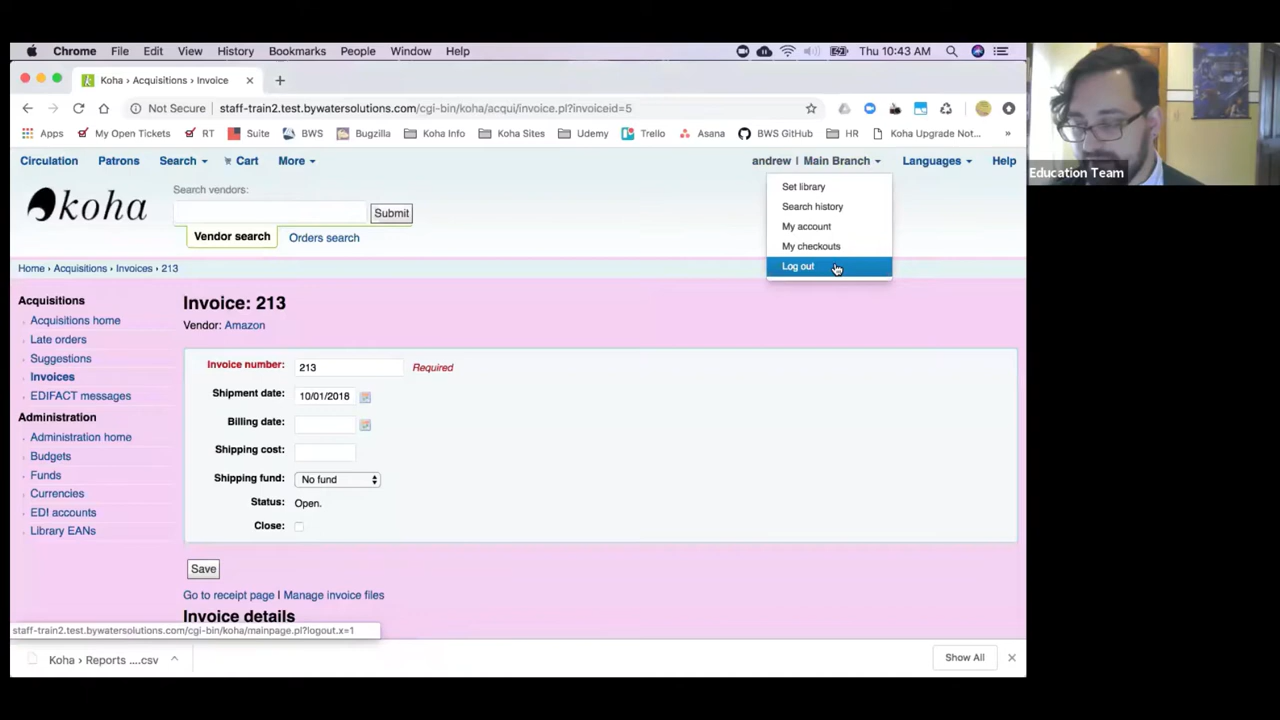 Chrome File Edit View History Bookmarks People Window Help
Thu 10:43 AM
Koha › Acquisitions › Invoice
Not Secure staff-train2.test.bywatersolutions.com/cgi-bin/koha/acqui/invoice.pl?invoiceid=5
Apps My Open Tickets RT Suite BWS Bugzilla Koha Info Koha Sites Udemy Trello Asana BWS GitHub HR Koha Upgrade Not... »
Circulation Patrons Search Cart More andrew | Main Branch Languages Help
Education Team
Set library
Search history
My account
My checkouts
Log out
koha
Search vendors:
Submit
Vendor search Orders search
Home › Acquisitions › Invoices › 213
Acquisitions
Acquisitions home
Late orders
Suggestions
Invoices
EDIFACT messages
Administration
Administration home
Budgets
Funds
Currencies
EDI accounts
Library EANs
Invoice: 213
Vendor: Amazon
Invoice number: 213 Required
Shipment date: 10/01/2018
Billing date:
Shipping cost:
Shipping fund: No fund
Status: Open.
Close:
Save
Go to receipt page | Manage invoice files
Invoice details
staff-train2.test.bywatersolutions.com/cgi-bin/koha/mainpage.pl?logout.x=1
Koha › Reports ....csv
Show All